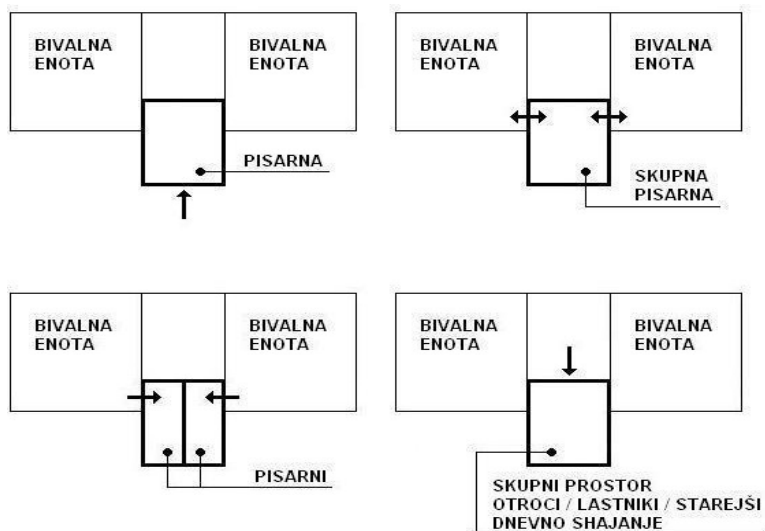 BIVALNA
ENOTA
BIVALNA
ENOTA
PISARNA
BIVALNA
ENOTA
BIVALNA
ENOTA
SKUPNA
PISARNA
BIVALNA
ENOTA
BIVALNA
ENOTA
PISARNI
BIVALNA
ENOTA
BIVALNA
ENOTA
SKUPNI PROSTOR
OTROCI / LASTNIKI / STAREJŠI
DNEVNO SHAJANJE